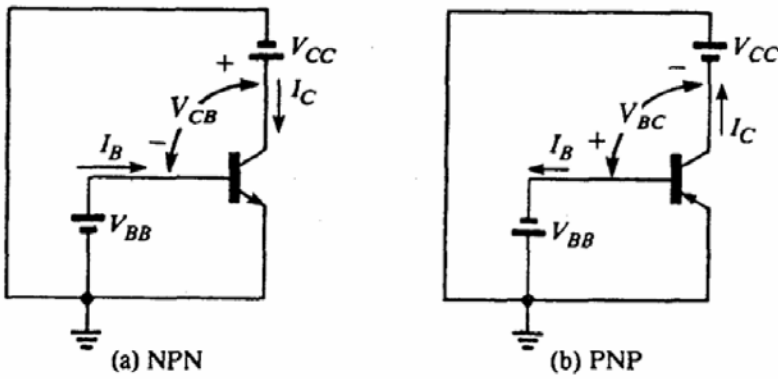 V_CC
+
I_C
V_CB
−
I_B
V_BB
(a) NPN
V_CC
−
V_BC
I_C
+
I_B
V_BB
(b) PNP